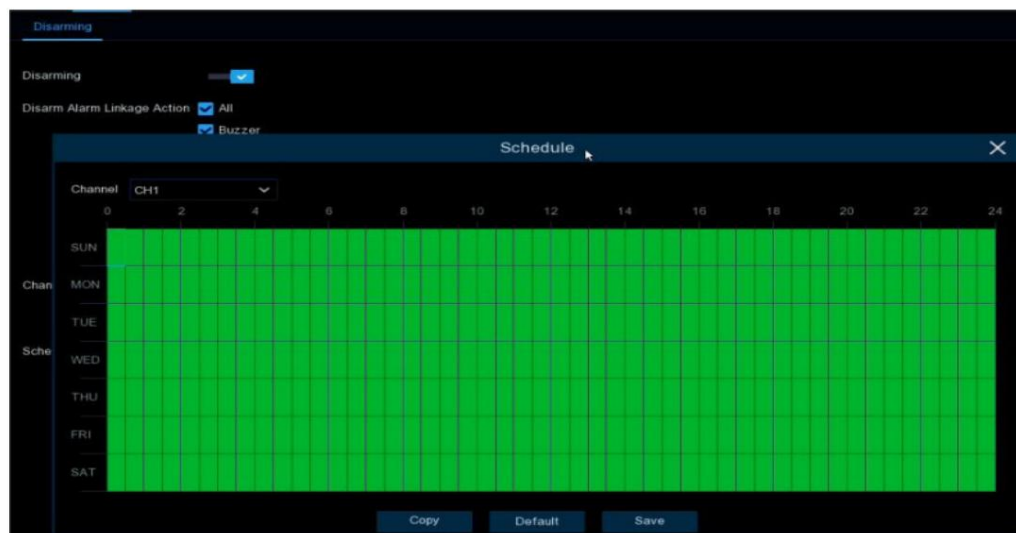 Disarming
Disarming
Disarm Alarm Linkage Action All
Buzzer
Schedule
Channel CH1
0 2 4 6 8 10 12 14 16 18 20 22 24
SUN
Chan MON
TUE
Sche WED
THU
FRI
SAT
Copy Default Save